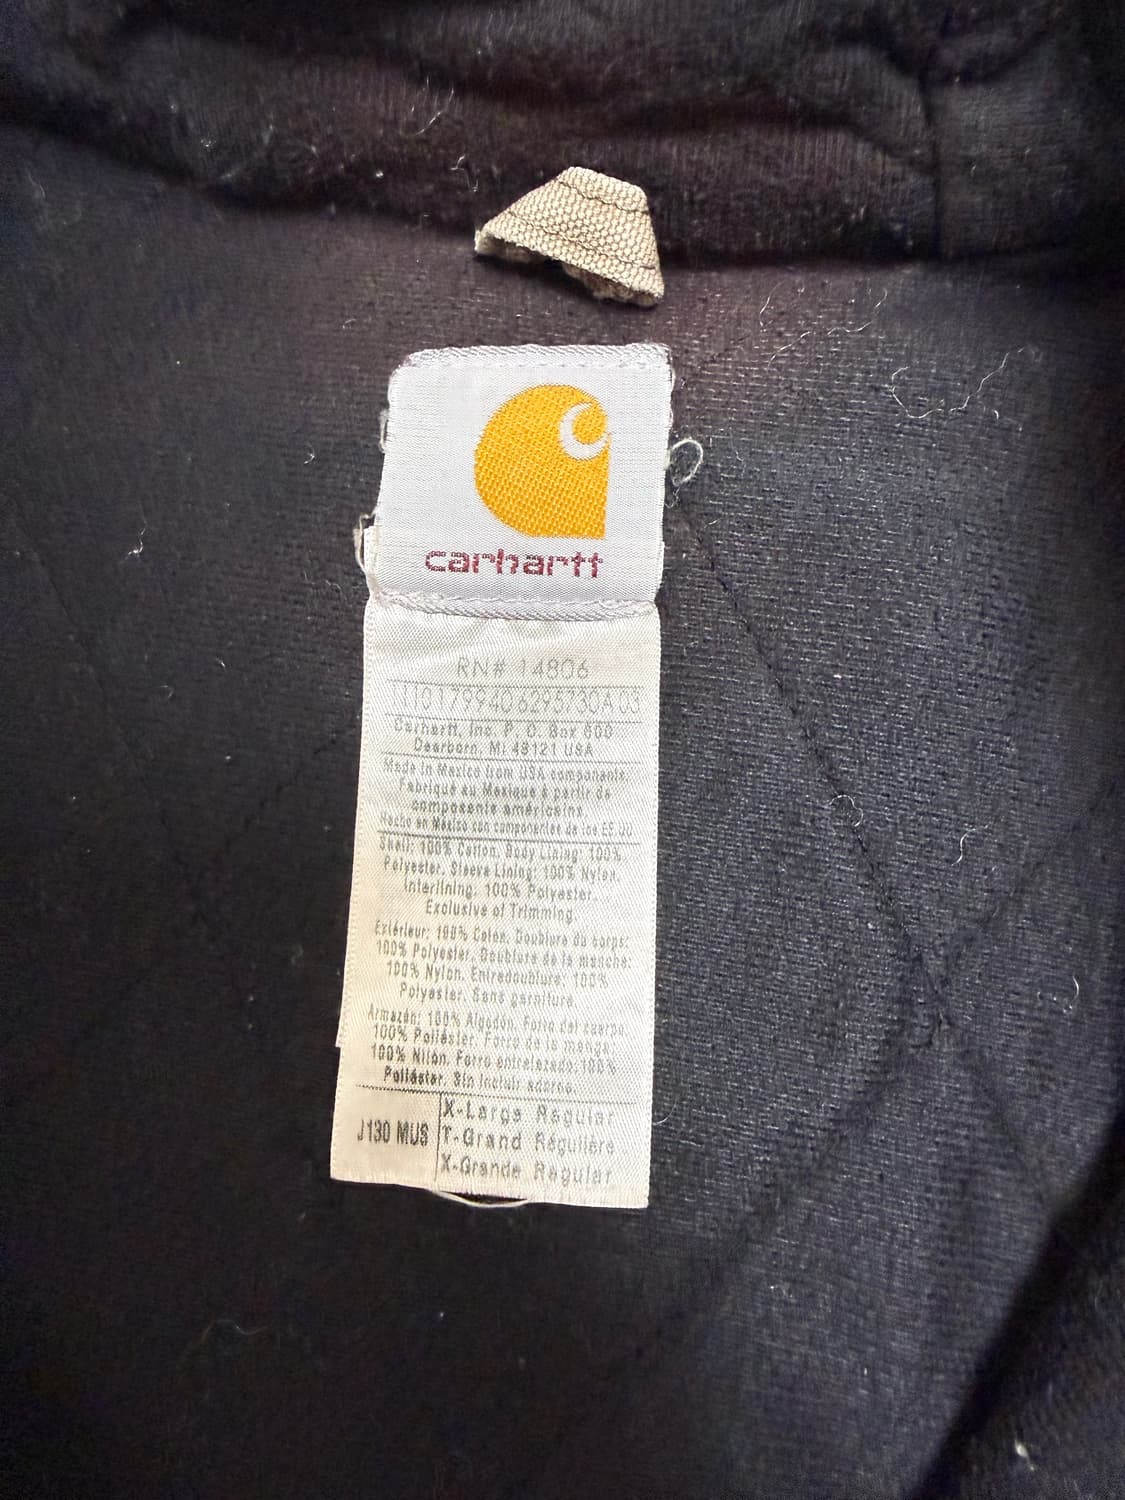 carhartt
RN# 14806
Carhartt, Inc. P. O. Box 600
Dearborn, MI 48121 USA
Made in Mexico from USA components.
Fabriqué au Mexique à partir de
composants américains.
Hecho en México con componentes de los EE.UU.
Shell: 100% Cotton, Body Lining: 100%
Polyester, Sleeve Lining: 100% Nylon,
Interlining: 100% Polyester.
Exclusive of Trimming.
Extérieur: 100% Coton, Doublure du corps:
100% Polyester, Doublure de la manche:
100% Nylon, Entredoublure: 100%
Polyester. Sans garniture.
Armazón: 100% Algodón, Forro del cuerpo:
100% Poliéster, Forro de la manga:
100% Nilón, Forro entrelazado: 100%
Poliéster. Sin incluir adorno.
J130 MUS
X-Large Regular
T-Grand Régulière
X-Grande Regular